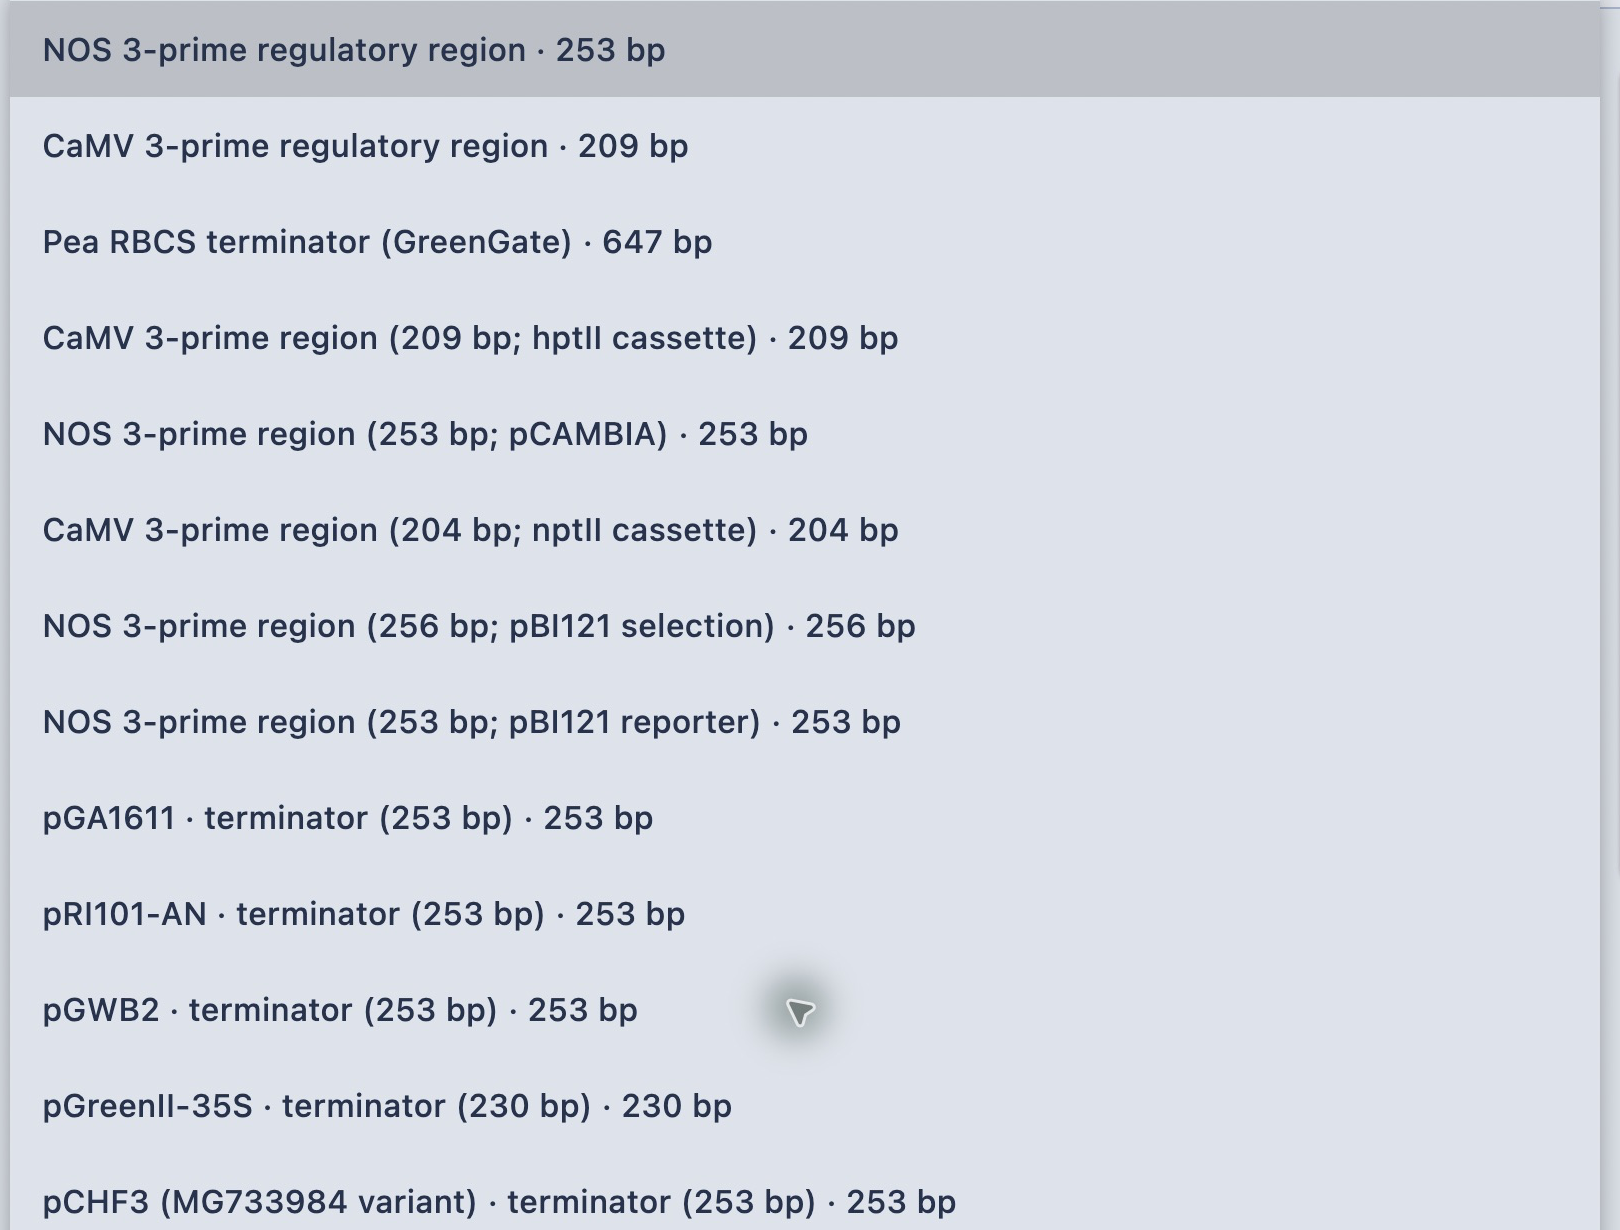 NOS 3-prime regulatory region · 253 bp
CaMV 3-prime regulatory region · 209 bp
Pea RBCS terminator (GreenGate) · 647 bp
CaMV 3-prime region (209 bp; hptII cassette) · 209 bp
NOS 3-prime region (253 bp; pCAMBIA) · 253 bp
CaMV 3-prime region (204 bp; nptII cassette) · 204 bp
NOS 3-prime region (256 bp; pBI121 selection) · 256 bp
NOS 3-prime region (253 bp; pBI121 reporter) · 253 bp
pGA1611 · terminator (253 bp) · 253 bp
pRI101-AN · terminator (253 bp) · 253 bp
pGWB2 · terminator (253 bp) · 253 bp
pGreenII-35S · terminator (230 bp) · 230 bp
pCHF3 (MG733984 variant) · terminator (253 bp) · 253 bp